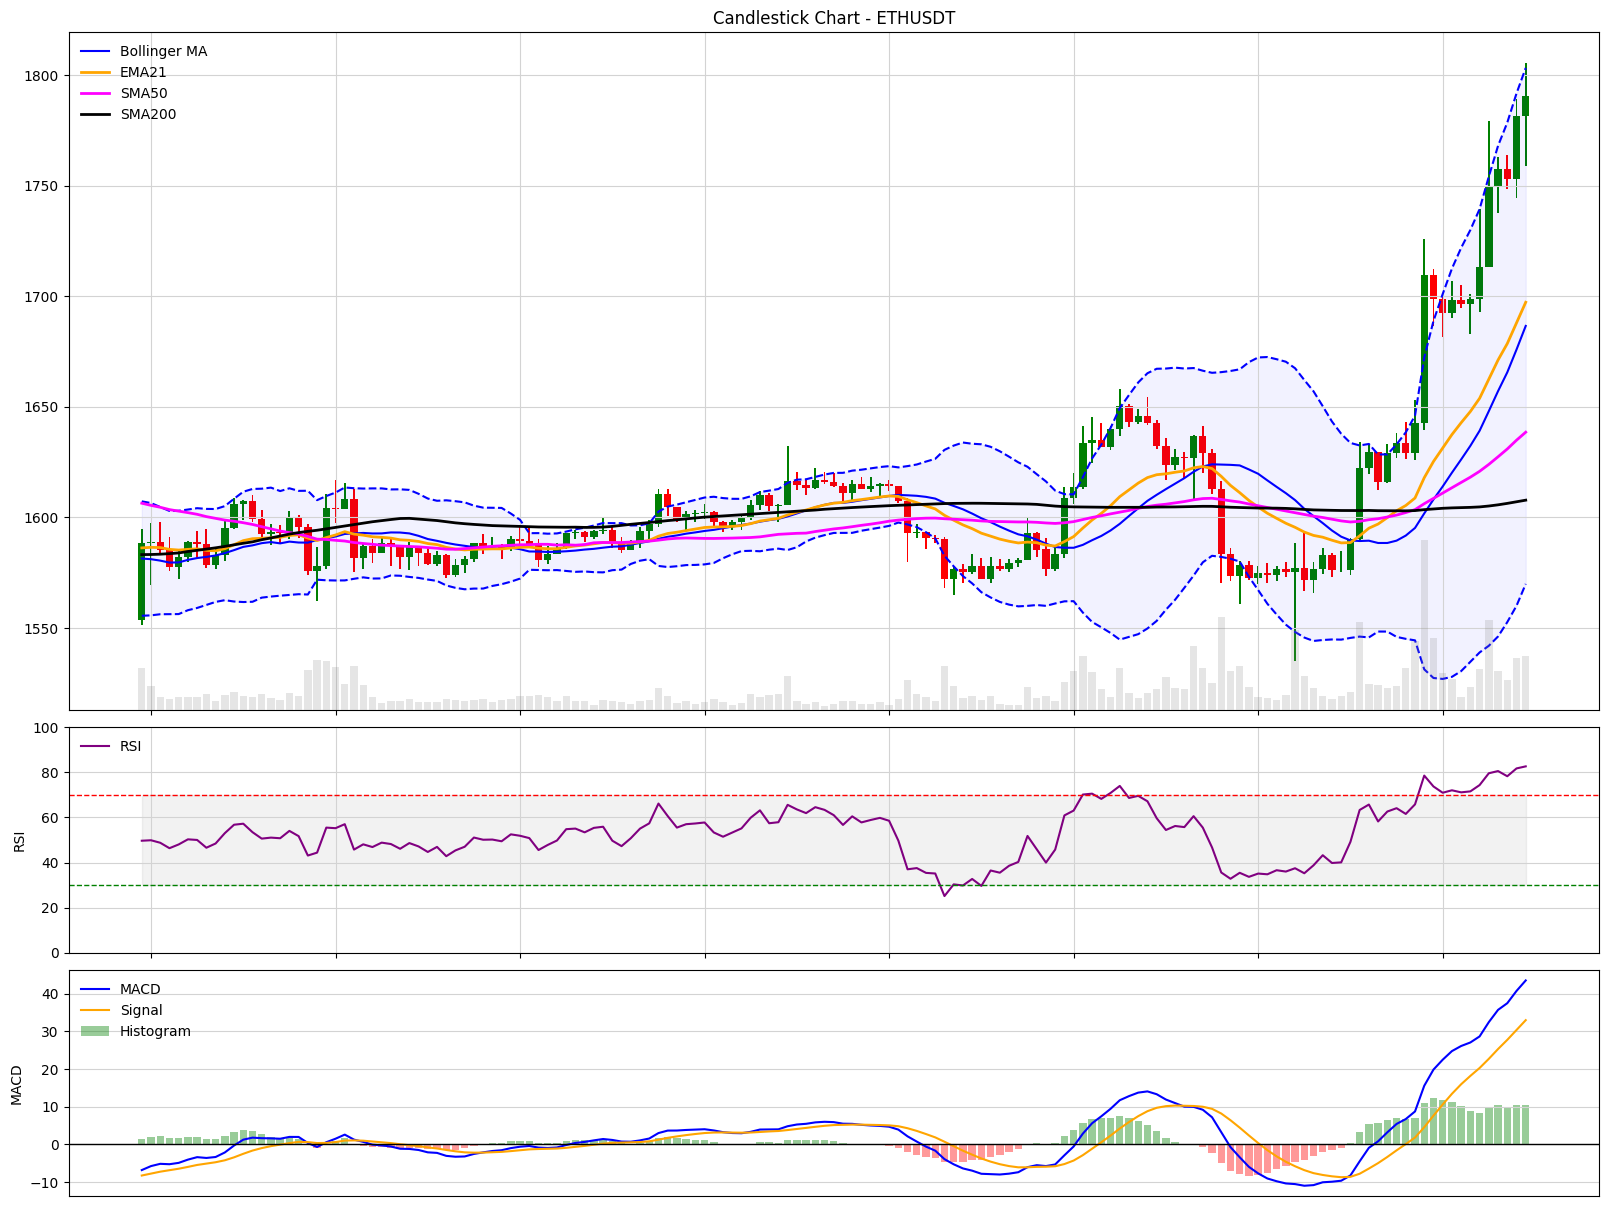 Candlestick Chart - ETHUSDT
Bollinger MA
EMA21
SMA50
SMA200
1800
1750
1700
1650
1600
1550
RSI
100
80
60
40
20
0
RSI
MACD
Signal
Histogram
40
30
20
10
0
−10
MACD